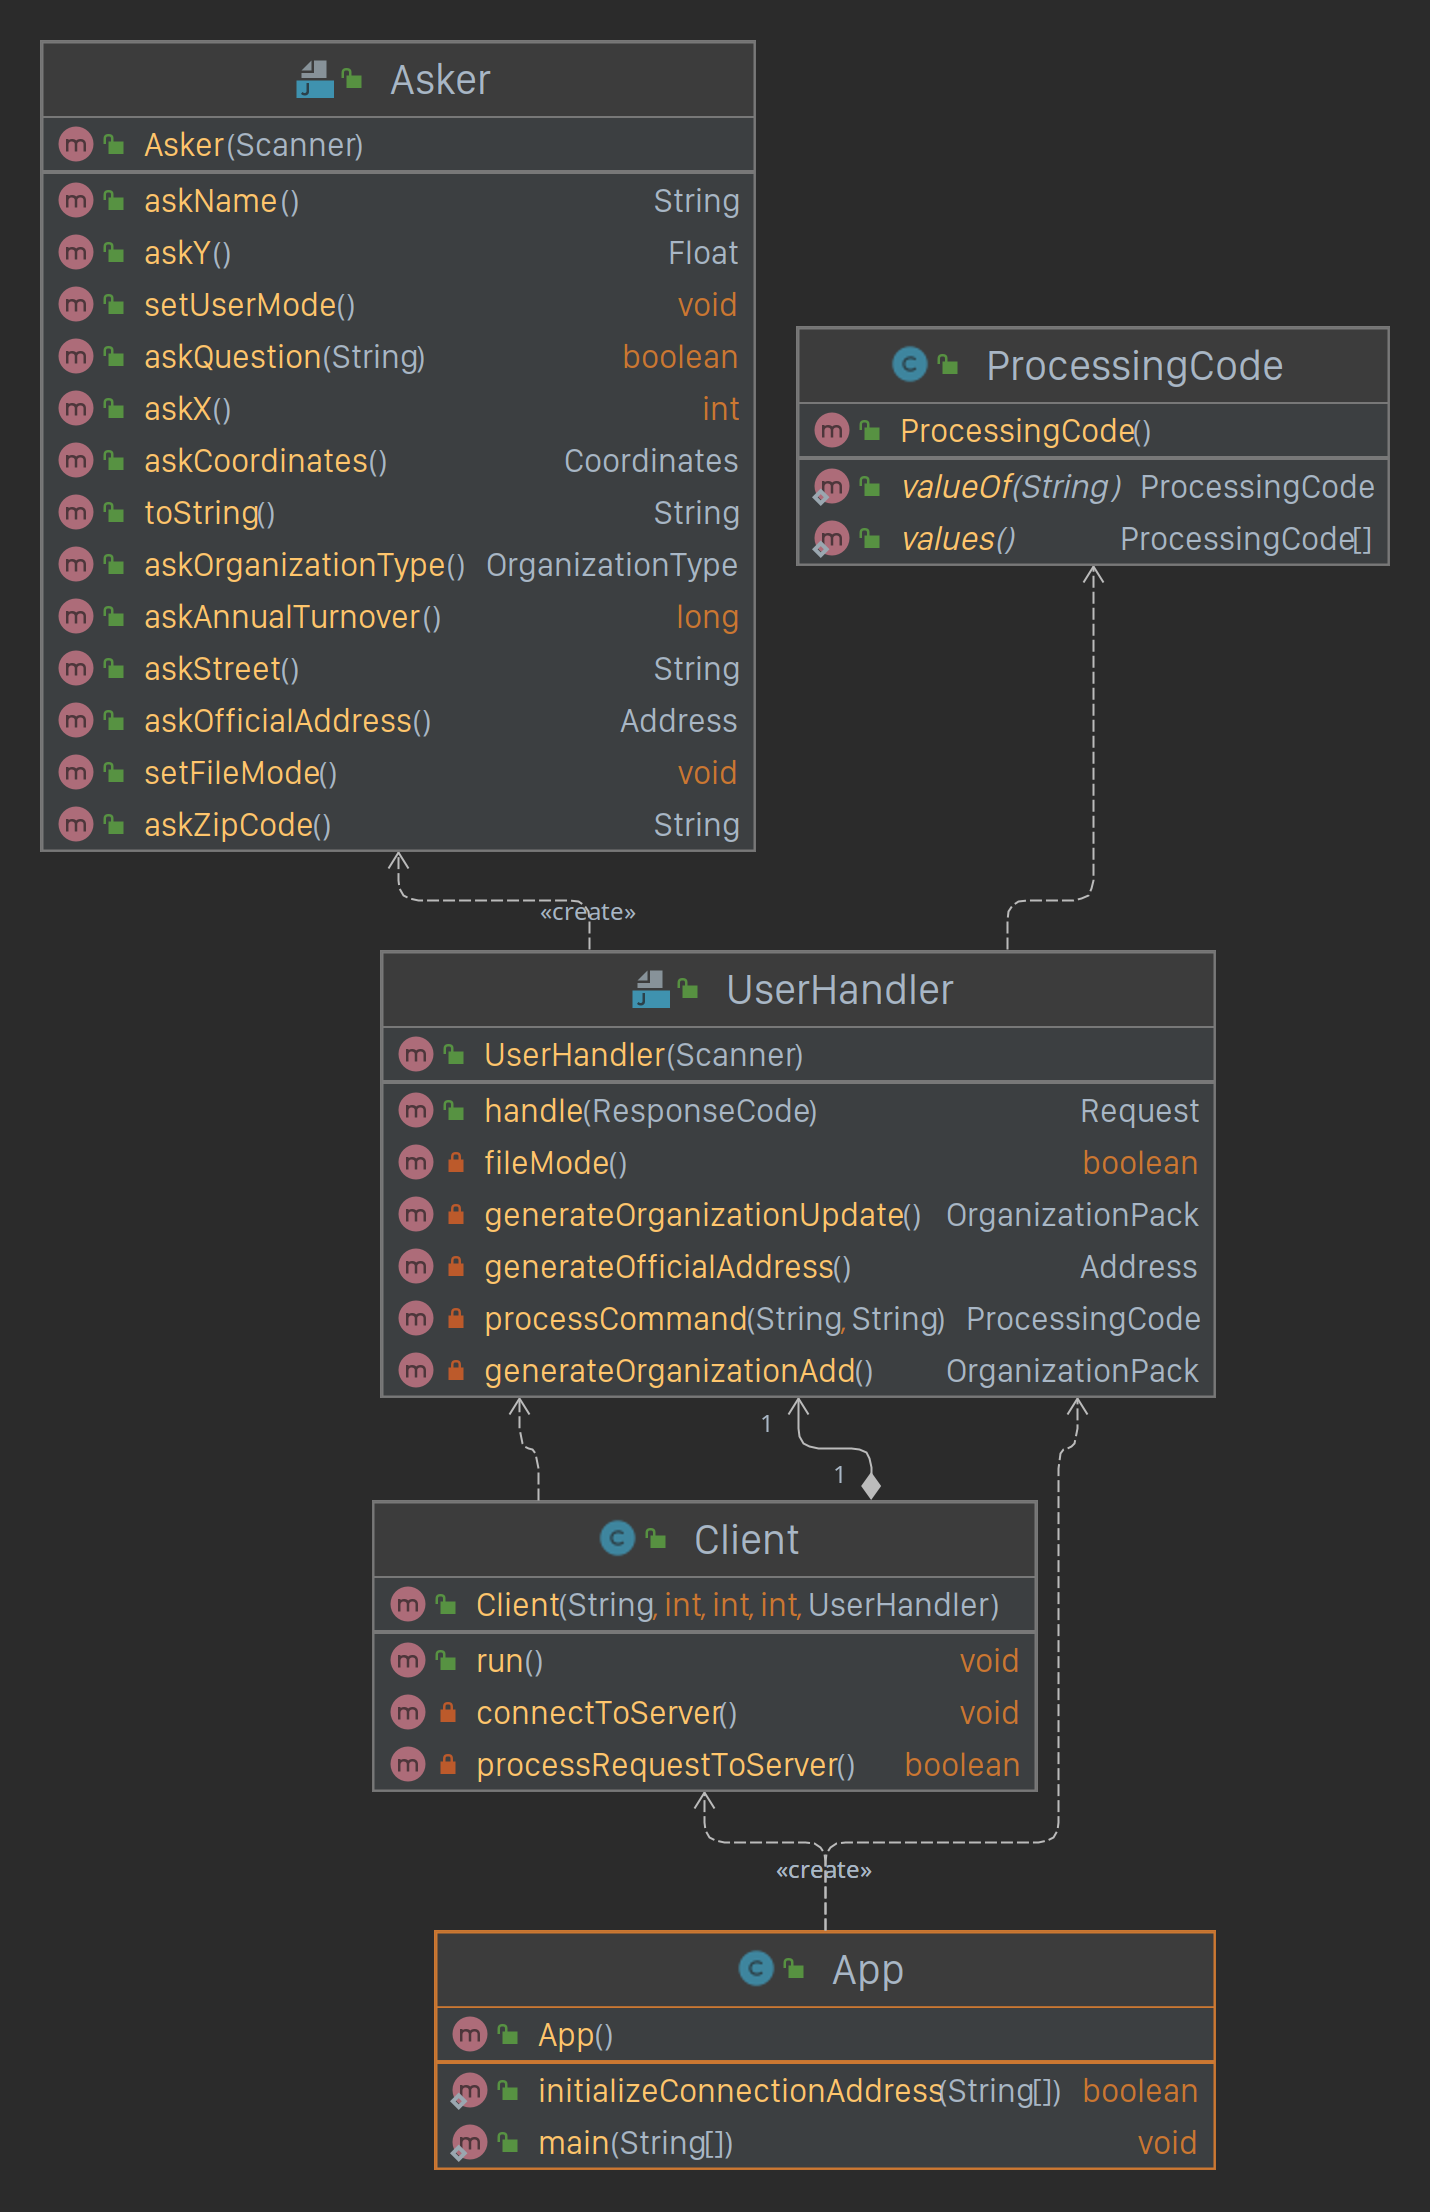 Asker
Asker(Scanner)
askName() String
askY() Float
setUserMode() void
askQuestion(String) boolean
askX() int
askCoordinates() Coordinates
toString() String
askOrganizationType() OrganizationType
askAnnualTurnover() long
askStreet() String
askOfficialAddress() Address
setFileMode() void
askZipCode() String
ProcessingCode
ProcessingCode()
valueOf(String) ProcessingCode
values() ProcessingCode[]
«create»
UserHandler
UserHandler(Scanner)
handle(ResponseCode) Request
fileMode() boolean
generateOrganizationUpdate() OrganizationPack
generateOfficialAddress() Address
processCommand(String, String) ProcessingCode
generateOrganizationAdd() OrganizationPack
1
1
Client
Client(String, int, int, int, UserHandler)
run() void
connectToServer() void
processRequestToServer() boolean
«create»
App
App()
initializeConnectionAddress(String[]) boolean
main(String[]) void